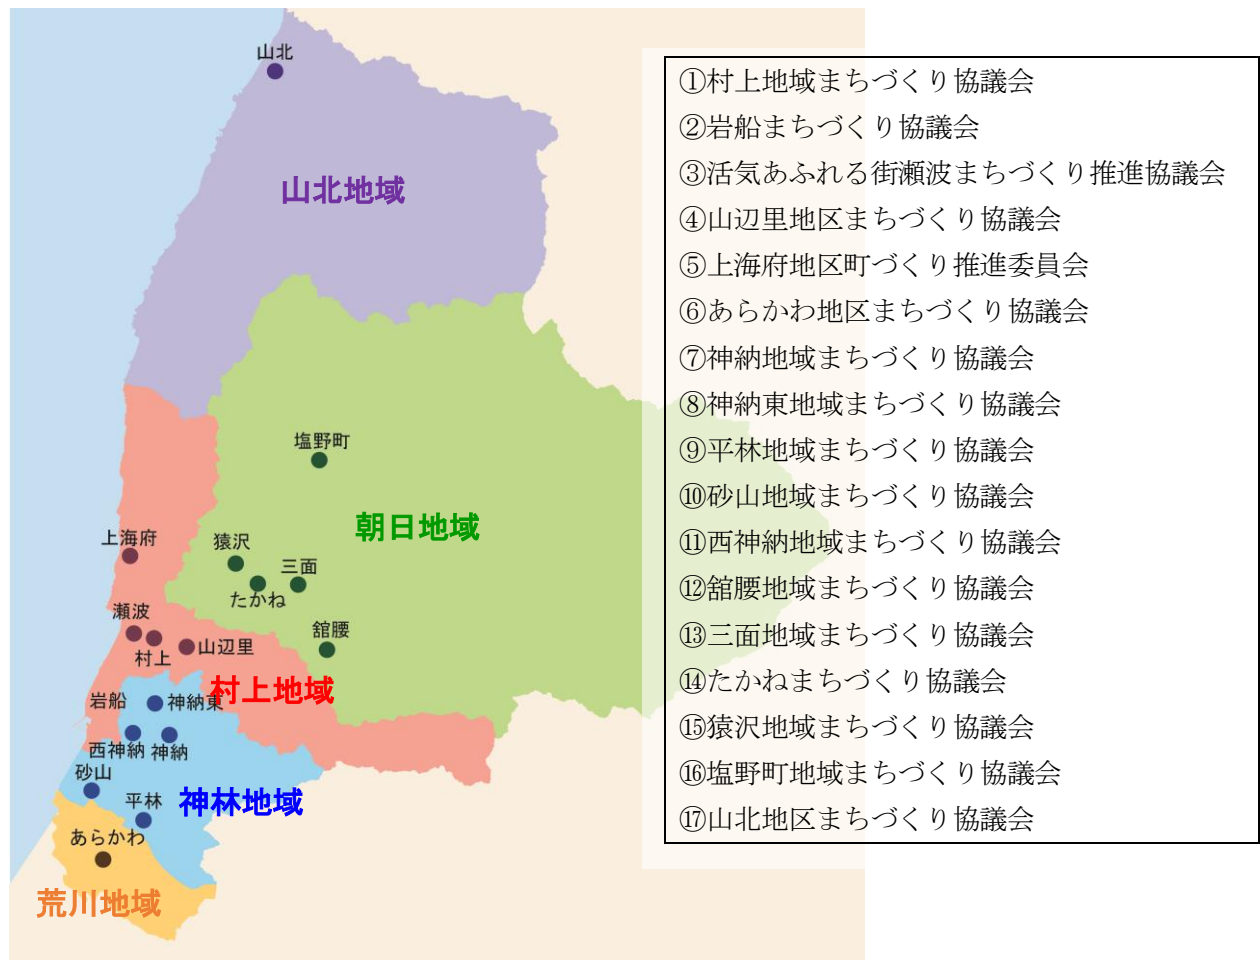 山北
山北地域
塩野町
朝日地域
上海府
猿沢
三面
たかね
瀬波
舘腰
村上
山辺里
村上地域
岩船
神納東
西神納
神納
砂山
平林
神林地域
あらかわ
荒川地域
①村上地域まちづくり協議会
②岩船まちづくり協議会
③活気あふれる街瀬波まちづくり推進協議会
④山辺里地区まちづくり協議会
⑤上海府地区町づくり推進委員会
⑥あらかわ地区まちづくり協議会
⑦神納地域まちづくり協議会
⑧神納東地域まちづくり協議会
⑨平林地域まちづくり協議会
⑩砂山地域まちづくり協議会
⑪西神納地域まちづくり協議会
⑫舘腰地域まちづくり協議会
⑬三面地域まちづくり協議会
⑭たかねまちづくり協議会
⑮猿沢地域まちづくり協議会
⑯塩野町地域まちづくり協議会
⑰山北地区まちづくり協議会